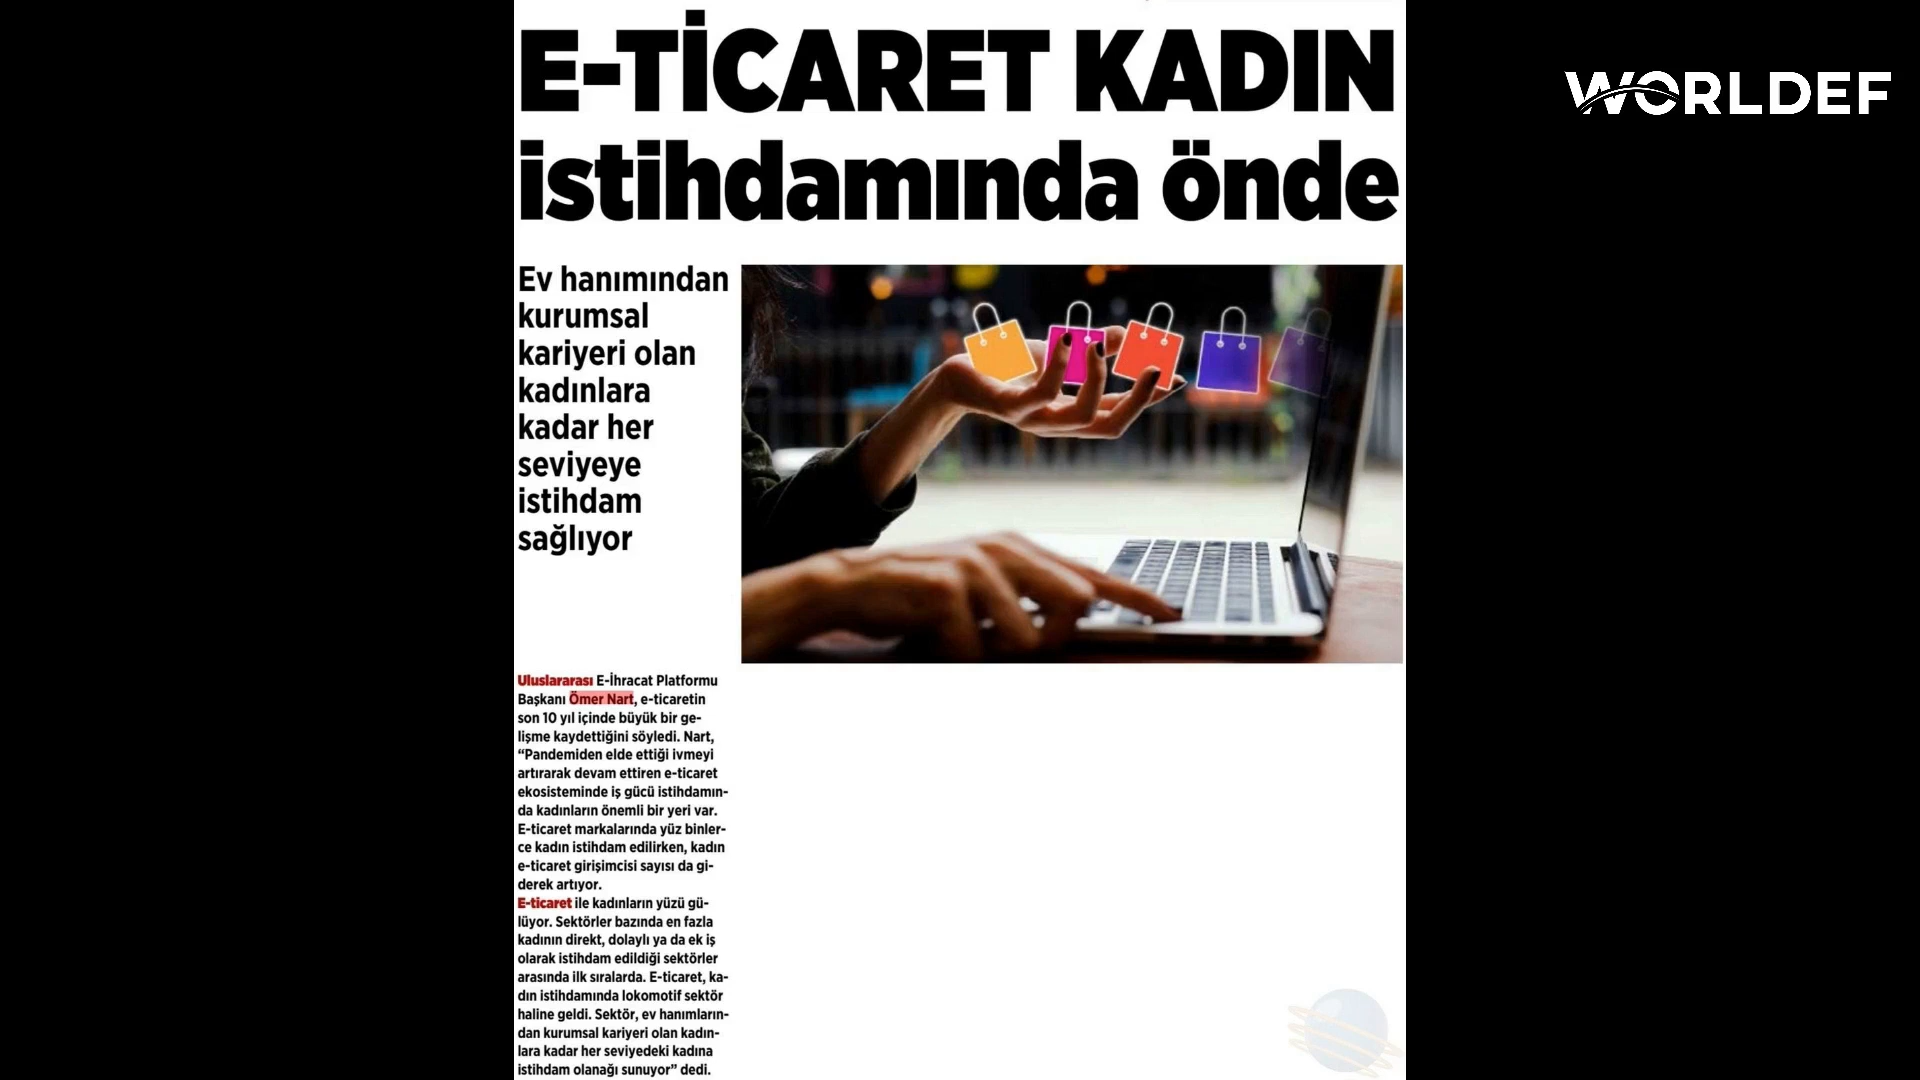 E-TİCARET KADIN
istihdamında önde
WORLDEF
Ev hanımından
kurumsal
kariyeri olan
kadınlara
kadar her
seviyeye
istihdam
sağlıyor
Uluslararası E-İhracat Platformu
Başkanı Ömer Nart, e-ticaretin
son 10 yıl içinde büyük bir ge-
lişme kaydettiğini söyledi. Nart,
“Pandemiden elde ettiği ivmeyi
artırarak devam ettiren e-ticaret
ekosisteminde iş gücü istihdamın-
da kadınların önemli bir yeri var.
E-ticaret markalarında yüz binler-
ce kadın istihdam edilirken, kadın
e-ticaret girişimcisi sayısı da gi-
derek artıyor.
E-ticaret ile kadınların yüzü gü-
lüyor. Sektörler bazında en fazla
kadının direkt, dolaylı ya da ek iş
olarak istihdam edildiği sektörler
arasında ilk sıralarda. E-ticaret, ka-
dın istihdamında lokomotif sektör
haline geldi. Sektör, ev hanımların-
dan kurumsal kariyeri olan kadın-
lara kadar her seviyedeki kadına
istihdam olanağı sunuyor” dedi.